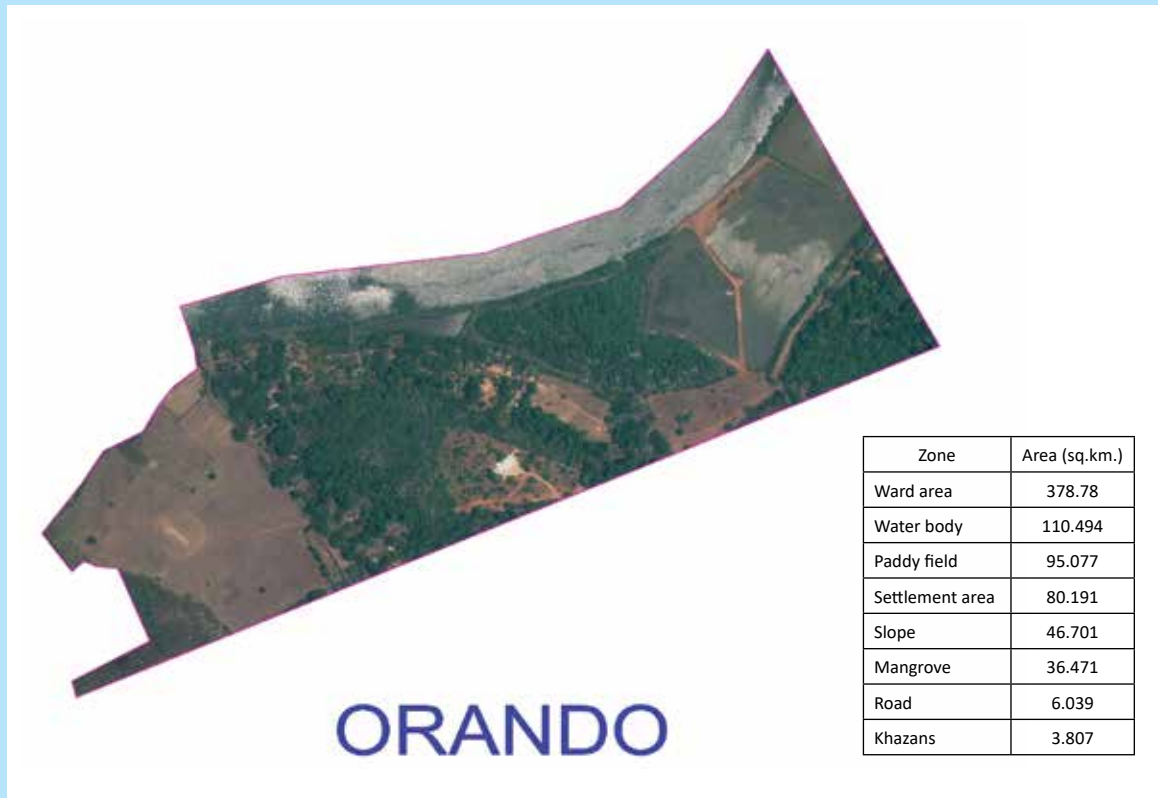 Zone Area (sq.km.)
Ward area 378.78
Water body 110.494
Paddy field 95.077
Settlement area 80.191
Slope 46.701
Mangrove 36.471
Road 6.039
Khazans 3.807
ORANDO